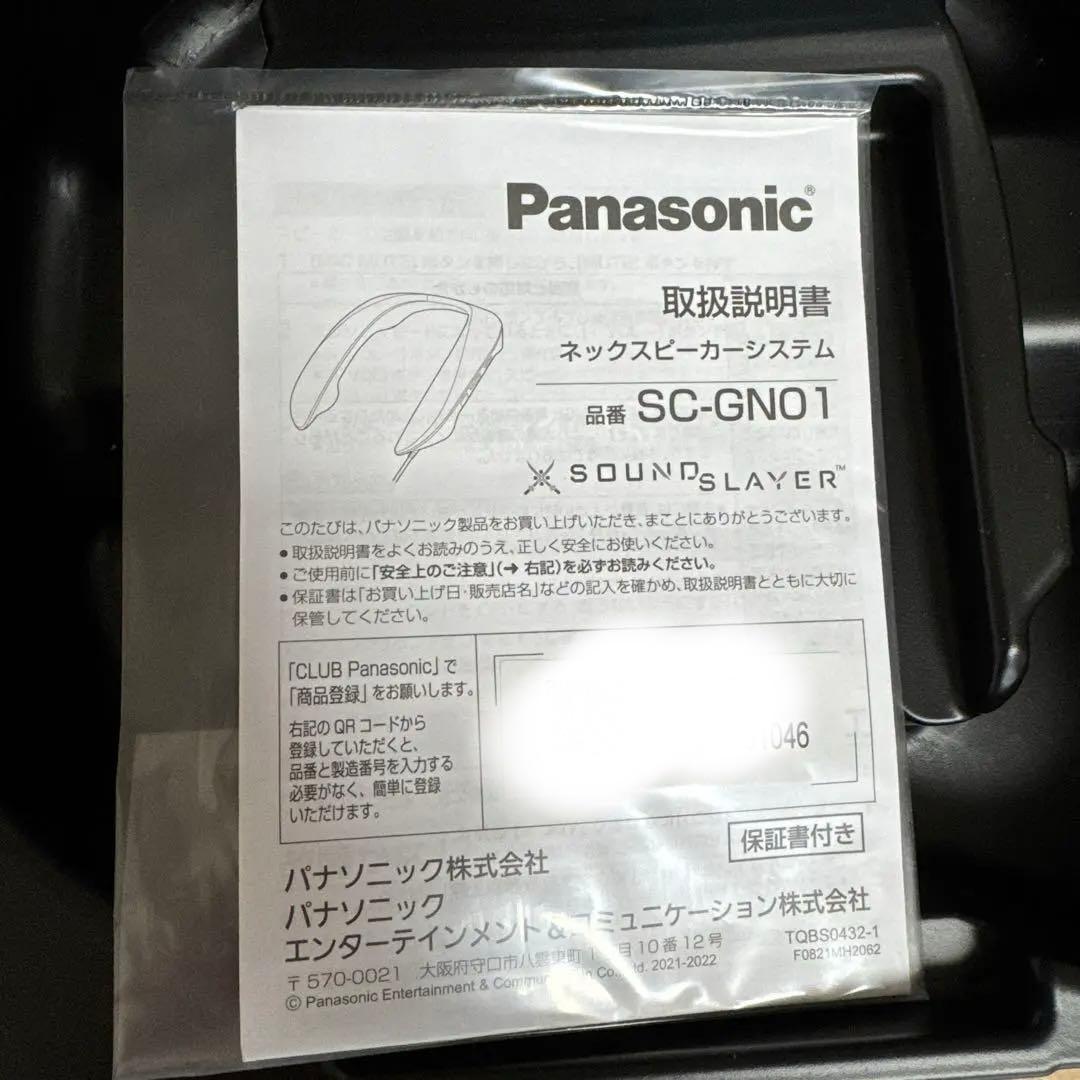 Panasonic®
取扱説明書
ネックスピーカーシステム
品番 SC-GN01
SOUND SLAYER™
このたびは、パナソニック製品をお買い上げいただき、まことにありがとうございます。
● 取扱説明書をよくお読みのうえ、正しく安全にお使いください。
● ご使用前に「安全上のご注意」(➜ 右記)を必ずお読みください。
● 保証書は「お買い上げ日・販売店名」などの記入を確かめ、取扱説明書とともに大切に
保管してください。
「CLUB Panasonic」で
「商品登録」をお願いします。
右記のQRコードから
登録していただくと、
品番と製造番号を入力する
必要がなく、簡単に登録
いただけます。
1046
保証書付き
パナソニック株式会社
パナソニック
エンターテインメント&コミュニケーション株式会社
〒570-0021 大阪府守口市八雲東町1 目10番12号
© Panasonic Entertainment & Commu Co., Ltd. 2021-2022
TQBS0432-1
F0821MH2062